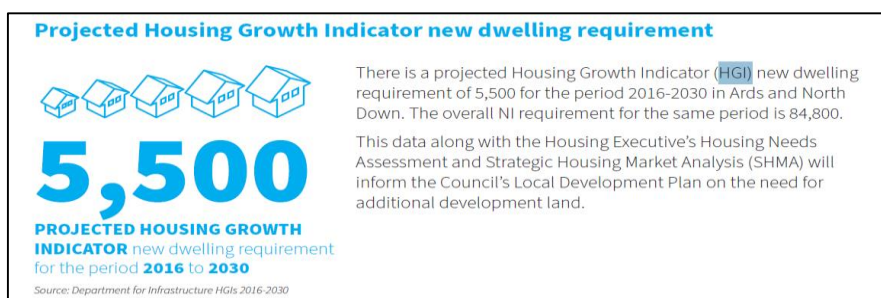 Projected Housing Growth Indicator new dwelling requirement
5,500
PROJECTED HOUSING GROWTH
INDICATOR new dwelling requirement
for the period 2016 to 2030
Source: Department for Infrastructure HGIs 2016-2030
There is a projected Housing Growth Indicator (HGI) new dwelling
requirement of 5,500 for the period 2016-2030 in Ards and North
Down. The overall NI requirement for the same period is 84,800.
This data along with the Housing Executive's Housing Needs
Assessment and Strategic Housing Market Analysis (SHMA) will
inform the Council's Local Development Plan on the need for
additional development land.